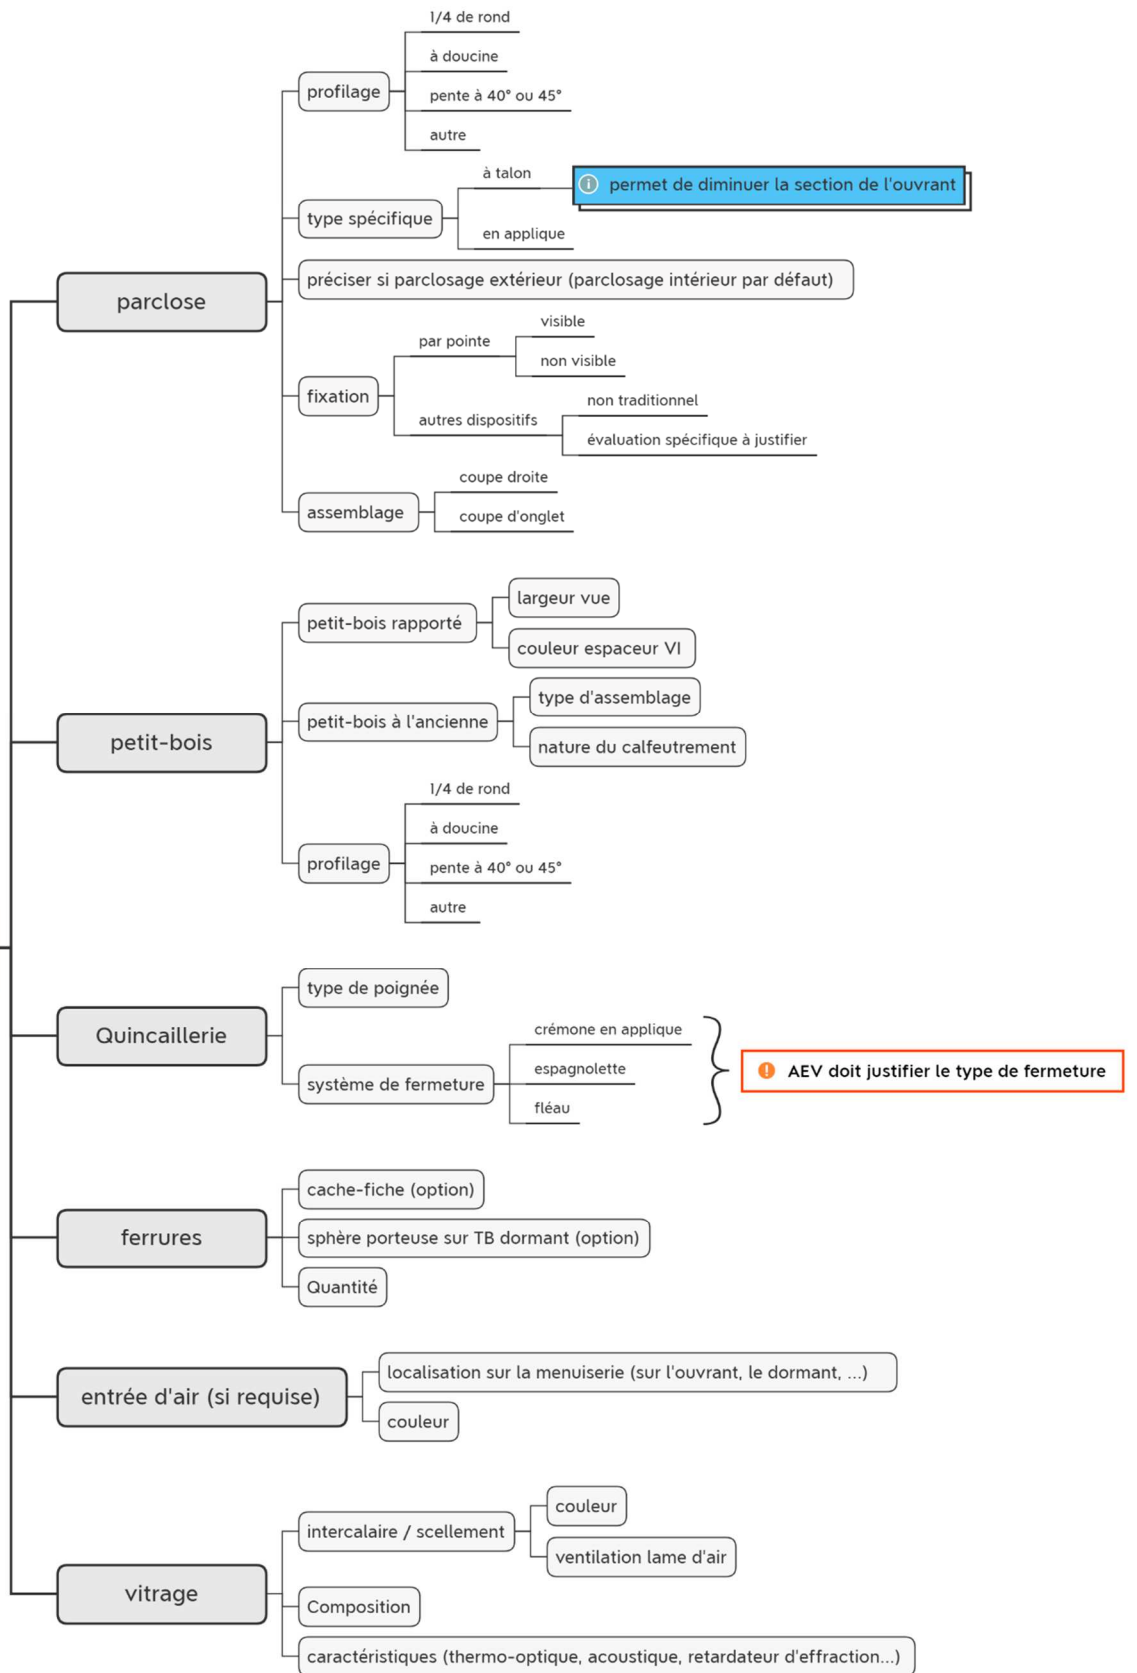 parclose
profilage
1/4 de rond
à doucine
pente à 40° ou 45°
autre
type spécifique
à talon
permet de diminuer la section de l'ouvrant
en applique
préciser si parclosage extérieur (parclosage intérieur par défaut)
fixation
par pointe
visible
non visible
autres dispositifs
non traditionnel
évaluation spécifique à justifier
assemblage
coupe droite
coupe d'onglet
petit-bois
petit-bois rapporté
largeur vue
couleur espaceur VI
petit-bois à l'ancienne
type d'assemblage
nature du calfeutrement
profilage
1/4 de rond
à doucine
pente à 40° ou 45°
autre
Quincaillerie
type de poignée
système de fermeture
crémone en applique
espagnolette
fléau
AEV doit justifier le type de fermeture
ferrures
cache-fiche (option)
sphère porteuse sur TB dormant (option)
Quantité
entrée d'air (si requise)
localisation sur la menuiserie (sur l'ouvrant, le dormant, ...)
couleur
vitrage
intercalaire / scellement
couleur
ventilation lame d'air
Composition
caractéristiques (thermo-optique, acoustique, retardateur d'effraction...)